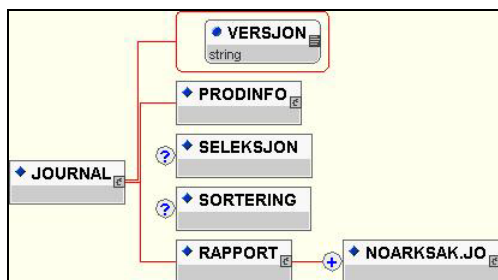 VERSJON
string
PRODINFO
SELEKSJON
JOURNAL
SORTERING
RAPPORT
NOARKSAK.JO